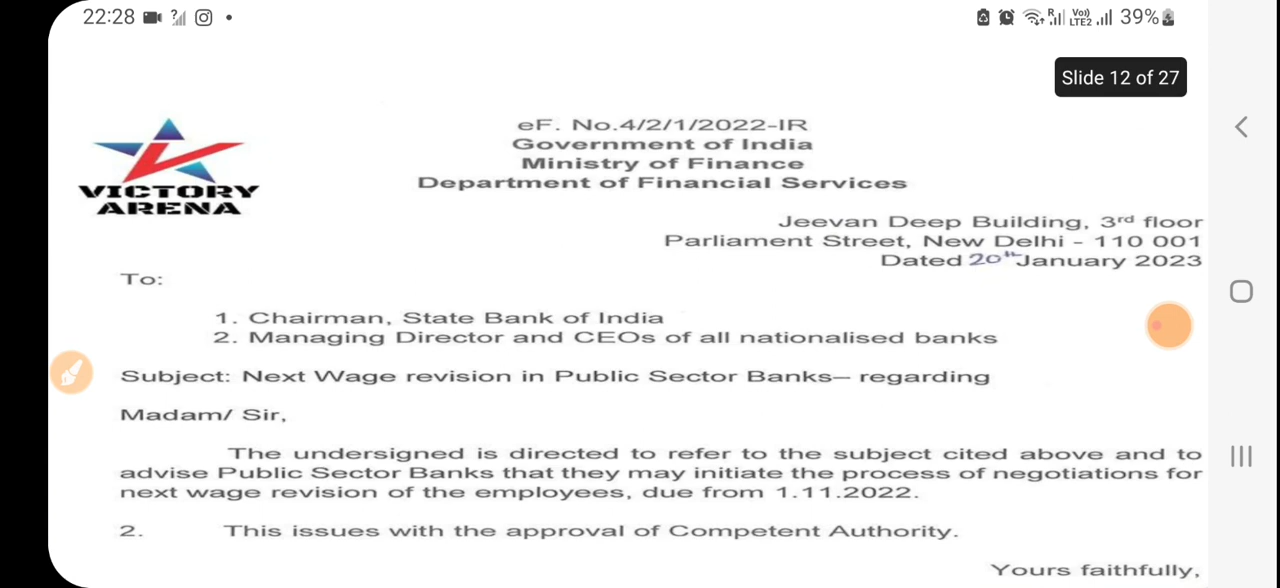 22:28
R
Vo))
LTE2
39%
Slide 12 of 27
VICTORY
ARENA
eF. No.4/2/1/2022-IR
Government of India
Ministry of Finance
Department of Financial Services
Jeevan Deep Building, 3rd floor
Parliament Street, New Delhi - 110 001
Dated 20th January 2023
To:
1. Chairman, State Bank of India
2. Managing Director and CEOs of all nationalised banks
Subject: Next Wage revision in Public Sector Banks– regarding
Madam/ Sir,
The undersigned is directed to refer to the subject cited above and to
advise Public Sector Banks that they may initiate the process of negotiations for
next wage revision of the employees, due from 1.11.2022.
2. This issues with the approval of Competent Authority.
Yours faithfully,